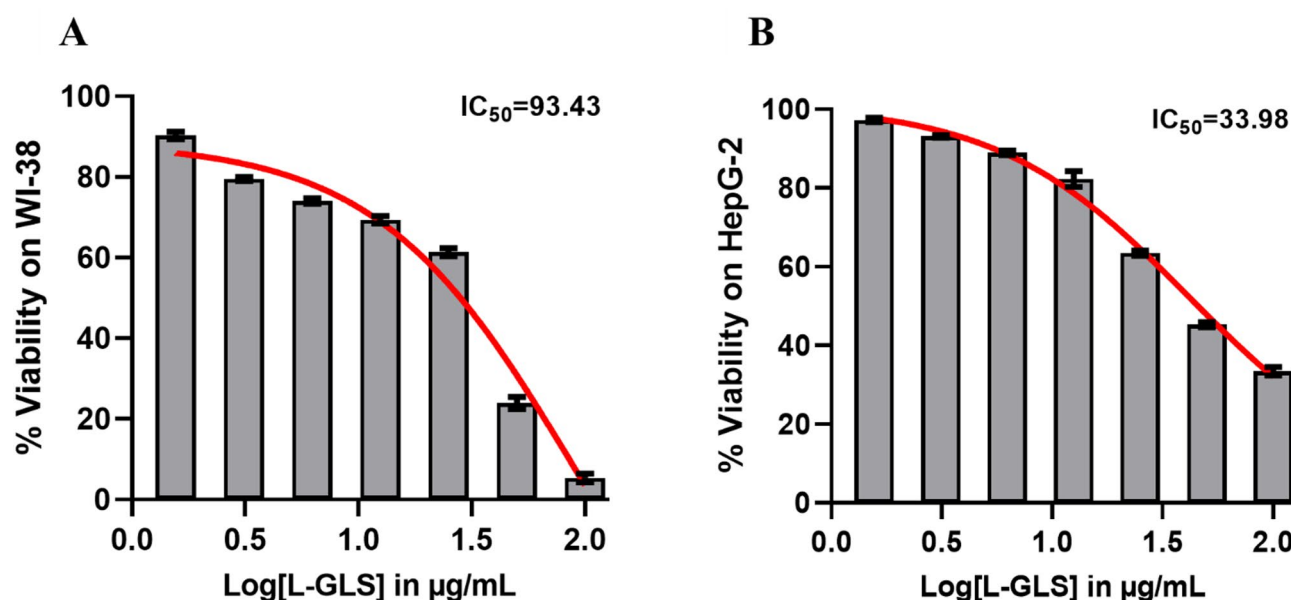 A
B
IC50=93.43
IC50=33.98
% Viability on WI-38
100
80
60
40
20
0
0.0 0.5 1.0 1.5 2.0
Log[L-GLS] in µg/mL
% Viability on HepG-2
100
80
60
40
20
0
0.0 0.5 1.0 1.5 2.0
Log[L-GLS] in µg/mL